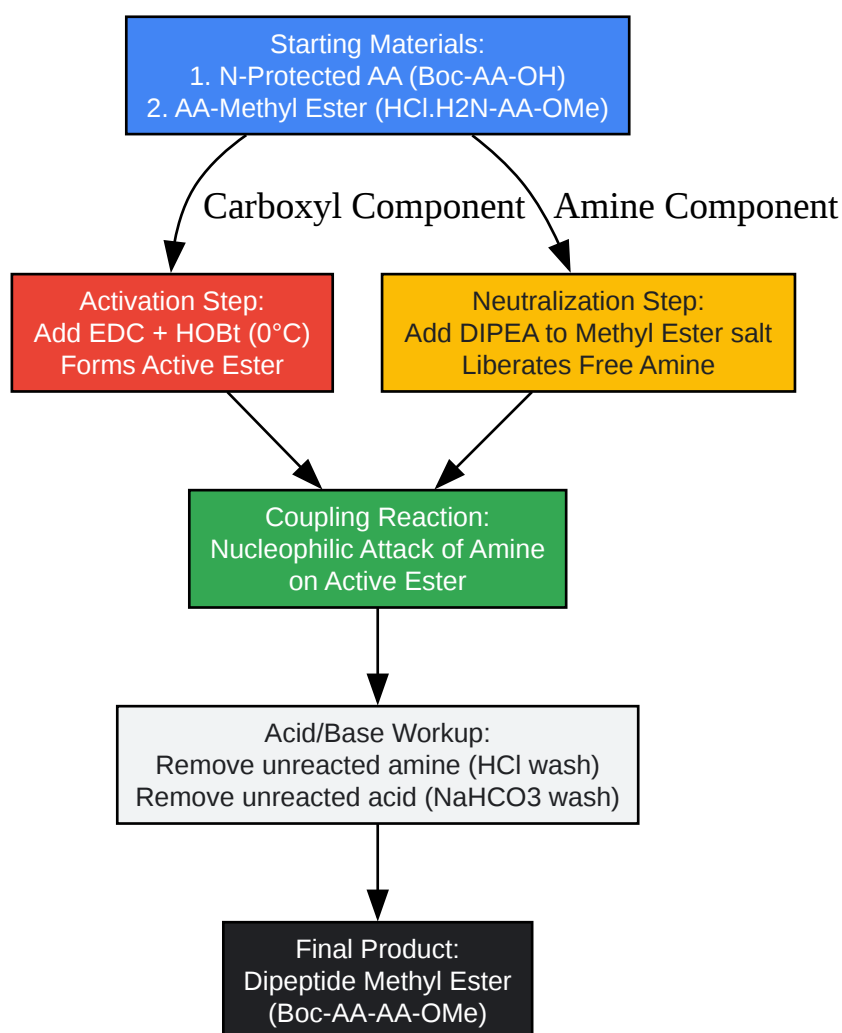 Starting Materials:
1. N-Protected AA (Boc-AA-OH)
2. AA-Methyl Ester (HCl.H2N-AA-OMe)
Carboxyl Component
Amine Component
Activation Step:
Add EDC + HOBt (0°C)
Forms Active Ester
Neutralization Step:
Add DIPEA to Methyl Ester salt
Liberates Free Amine
Coupling Reaction:
Nucleophilic Attack of Amine
on Active Ester
Acid/Base Workup:
Remove unreacted amine (HCl wash)
Remove unreacted acid (NaHCO3 wash)
Final Product:
Dipeptide Methyl Ester
(Boc-AA-AA-OMe)